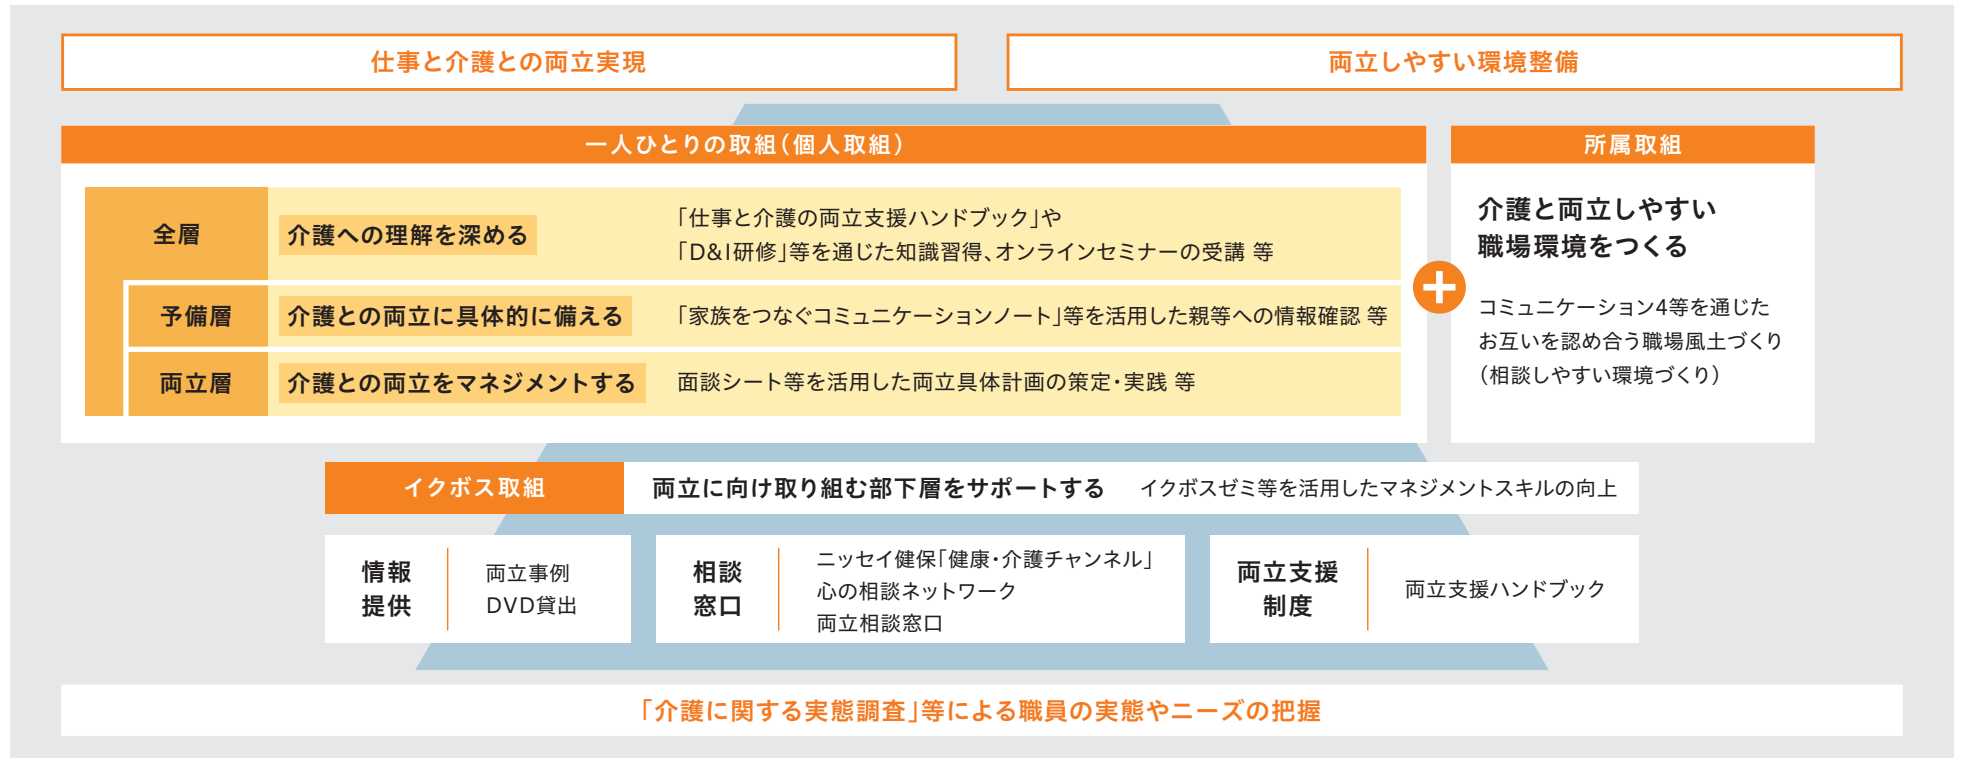 仕事と介護との両立実現
両立しやすい環境整備
一人ひとりの取組（個人取組）
全層
介護への理解を深める
「仕事と介護の両立支援ハンドブック」や
「D&I研修」等を通じた知識習得、オンラインセミナーの受講 等
予備層
介護との両立に具体的に備える
「家族をつなぐコミュニケーションノート」等を活用した親等への情報確認 等
両立層
介護との両立をマネジメントする
面談シート等を活用した両立具体計画の策定・実践 等
＋
所属取組
介護と両立しやすい
職場環境をつくる
コミュニケーション4等を通じた
お互いを認め合う職場風土づくり
（相談しやすい環境づくり）
イクボス取組
両立に向け取り組む部下層をサポートする
イクボスゼミ等を活用したマネジメントスキルの向上
情報
提供
両立事例
DVD貸出
相談
窓口
ニッセイ健保「健康・介護チャンネル」
心の相談ネットワーク
両立相談窓口
両立支援
制度
両立支援ハンドブック
「介護に関する実態調査」等による職員の実態やニーズの把握